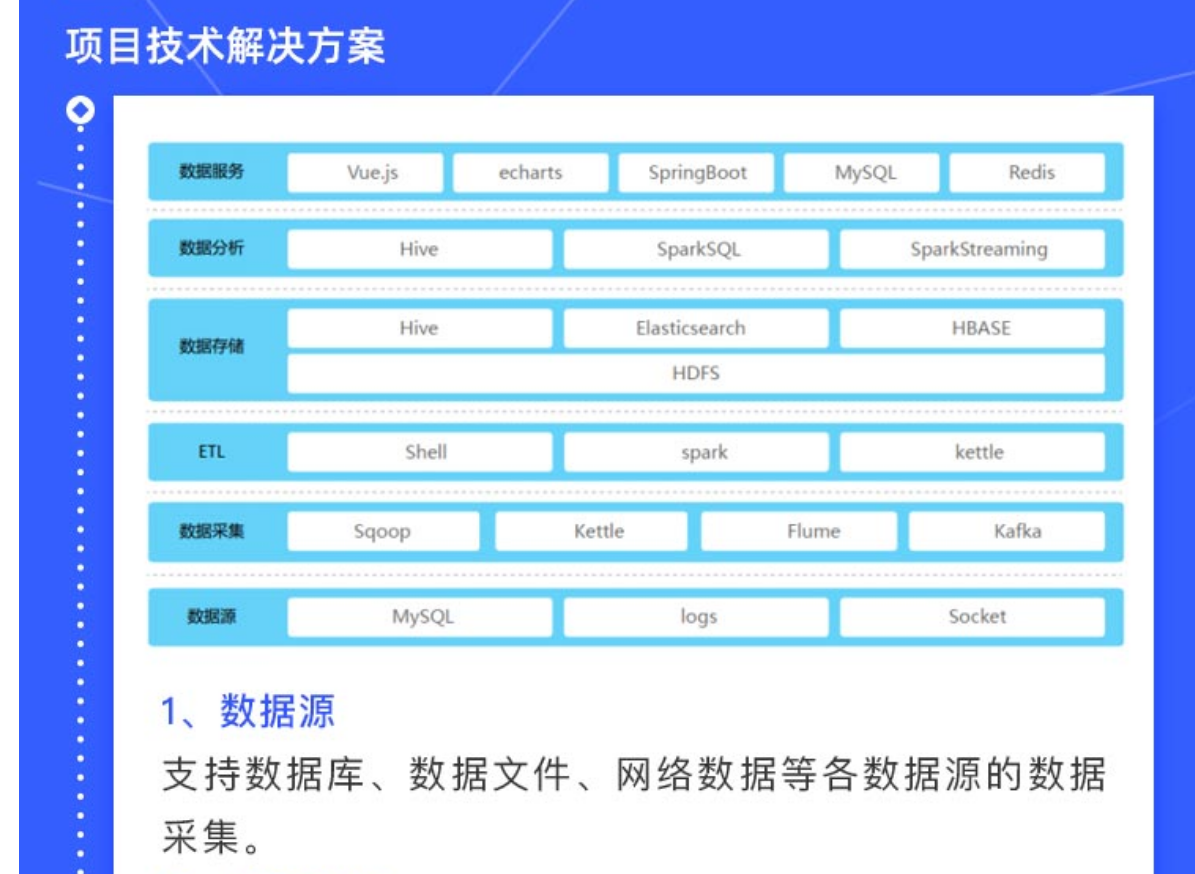 项目技术解决方案
数据服务 Vue.js echarts SpringBoot MySQL Redis
数据分析 Hive SparkSQL SparkStreaming
数据存储 Hive Elasticsearch HBASE
HDFS
ETL Shell spark kettle
数据采集 Sqoop Kettle Flume Kafka
数据源 MySQL logs Socket
1、数据源
支持数据库、数据文件、网络数据等各数据源的数据
采集。